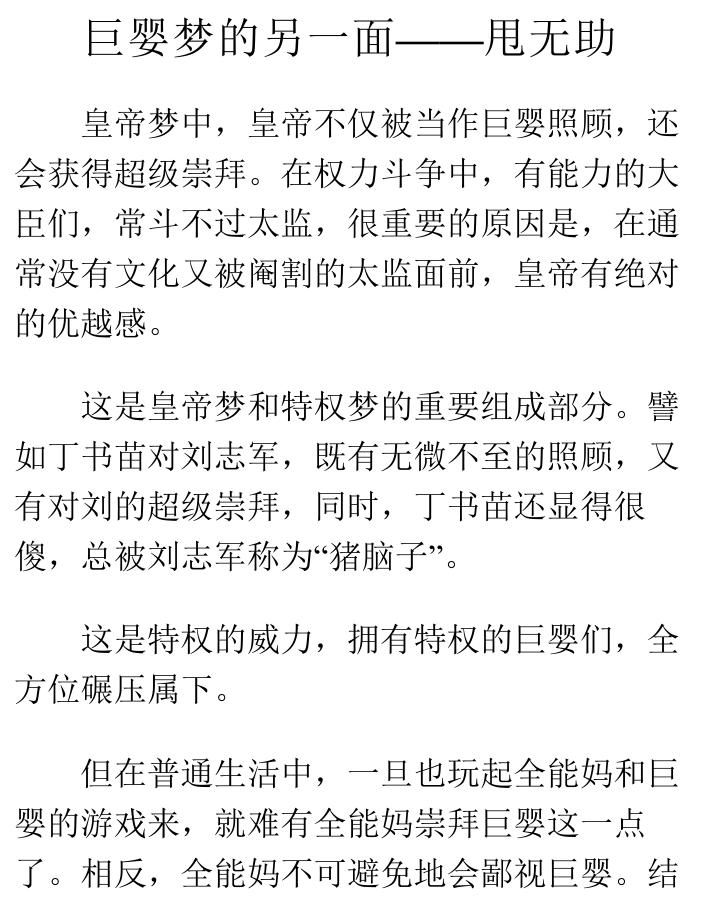 巨婴梦的另一面——甩无助
皇帝梦中，皇帝不仅被当作巨婴照顾，还
会获得超级崇拜。在权力斗争中，有能力的大
臣们，常斗不过太监，很重要的原因是，在通
常没有文化又被阉割的太监面前，皇帝有绝对
的优越感。
这是皇帝梦和特权梦的重要组成部分。譬
如丁书苗对刘志军，既有无微不至的照顾，又
有对刘的超级崇拜，同时，丁书苗还显得很
傻，总被刘志军称为“猪脑子”。
这是特权的威力，拥有特权的巨婴们，全
方位碾压属下。
但在普通生活中，一旦也玩起全能妈和巨
婴的游戏来，就难有全能妈崇拜巨婴这一点
了。相反，全能妈不可避免地会鄙视巨婴。结